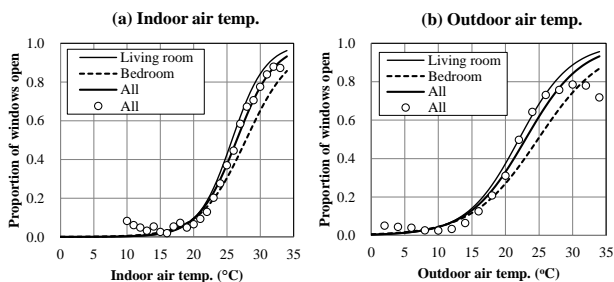 (a) Indoor air temp.
Proportion of windows open
1.0
0.8
0.6
0.4
0.2
0.0
Living room
Bedroom
All
All
0 5 10 15 20 25 30 35
Indoor air temp. (°C)
(b) Outdoor air temp.
Proportion of windows open
1.0
0.8
0.6
0.4
0.2
0.0
Living room
Bedroom
All
All
0 5 10 15 20 25 30 35
Outdoor air temp. (°C)